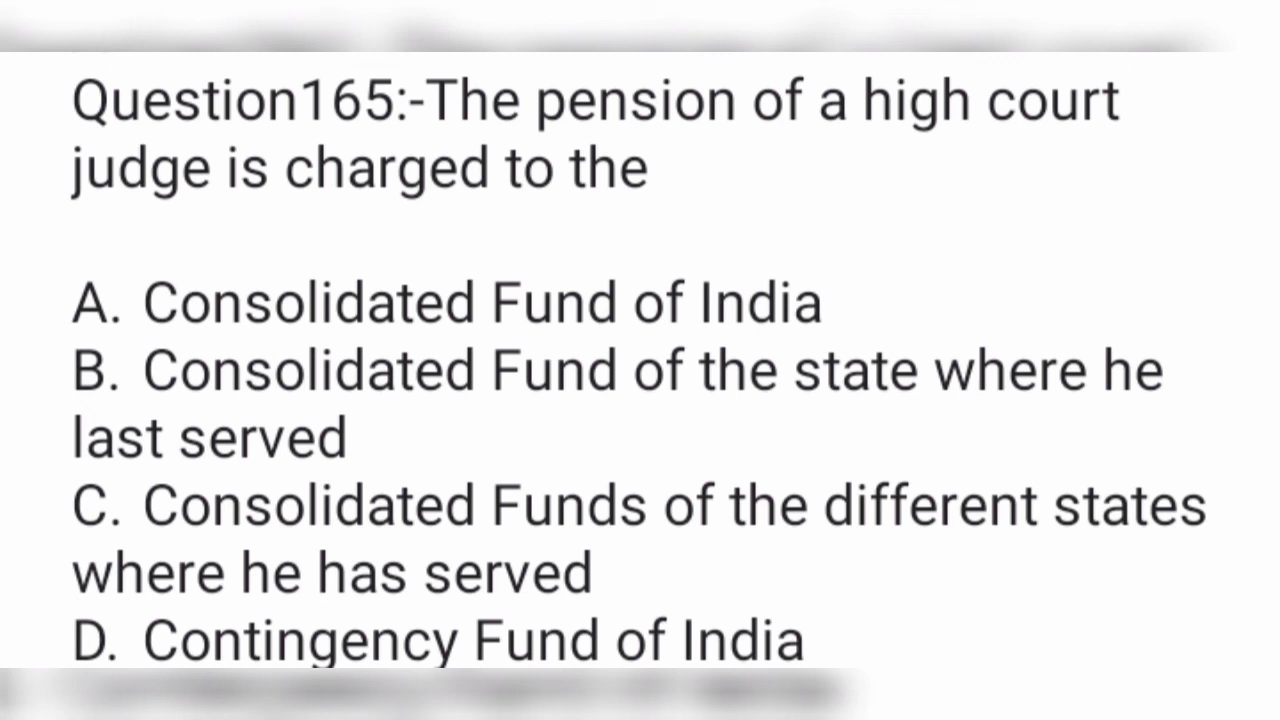 Question165:-The pension of a high court
judge is charged to the
A. Consolidated Fund of India
B. Consolidated Fund of the state where he
last served
C. Consolidated Funds of the different states
where he has served
D. Contingency Fund of India